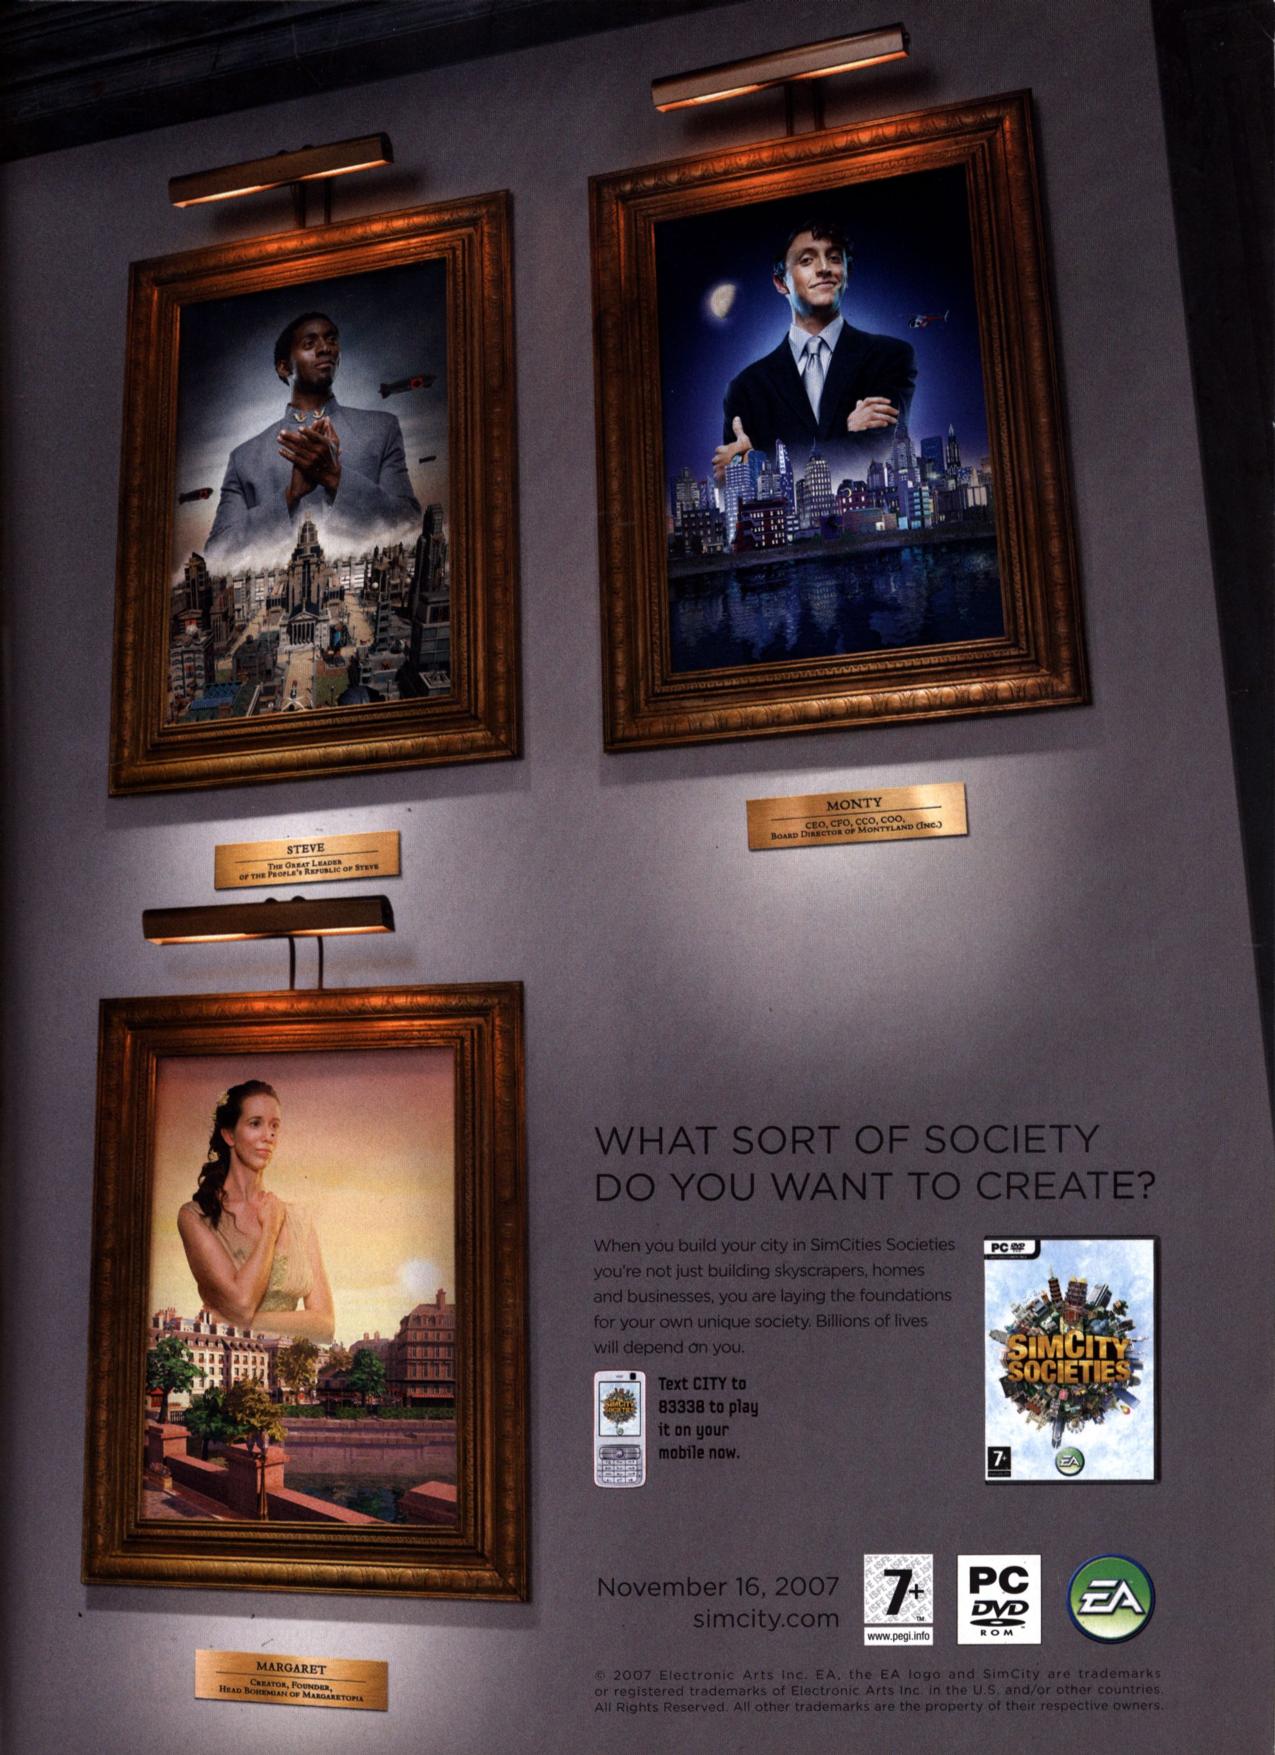 STEVE
The Great Leader
of the People's Republic of Steve
MONTY
CEO, CFO, CCO, COO,
Board Director of Montyland (Inc.)
MARGARET
Creator, Founder,
Head Bohemian of Margaretopia
WHAT SORT OF SOCIETY
DO YOU WANT TO CREATE?
When you build your city in SimCities Societies
you're not just building skyscrapers, homes
and businesses, you are laying the foundations
for your own unique society. Billions of lives
will depend on you.
Text CITY to
83338 to play
it on your
mobile now.
PC DVD
SIMCITY
SOCIETIES
7+
EA
November 16, 2007
simcity.com
7+
TM
www.pegi.info
PC
DVD
ROM
EA
© 2007 Electronic Arts Inc. EA, the EA logo and SimCity are trademarks
or registered trademarks of Electronic Arts Inc. in the U.S. and/or other countries.
All Rights Reserved. All other trademarks are the property of their respective owners.